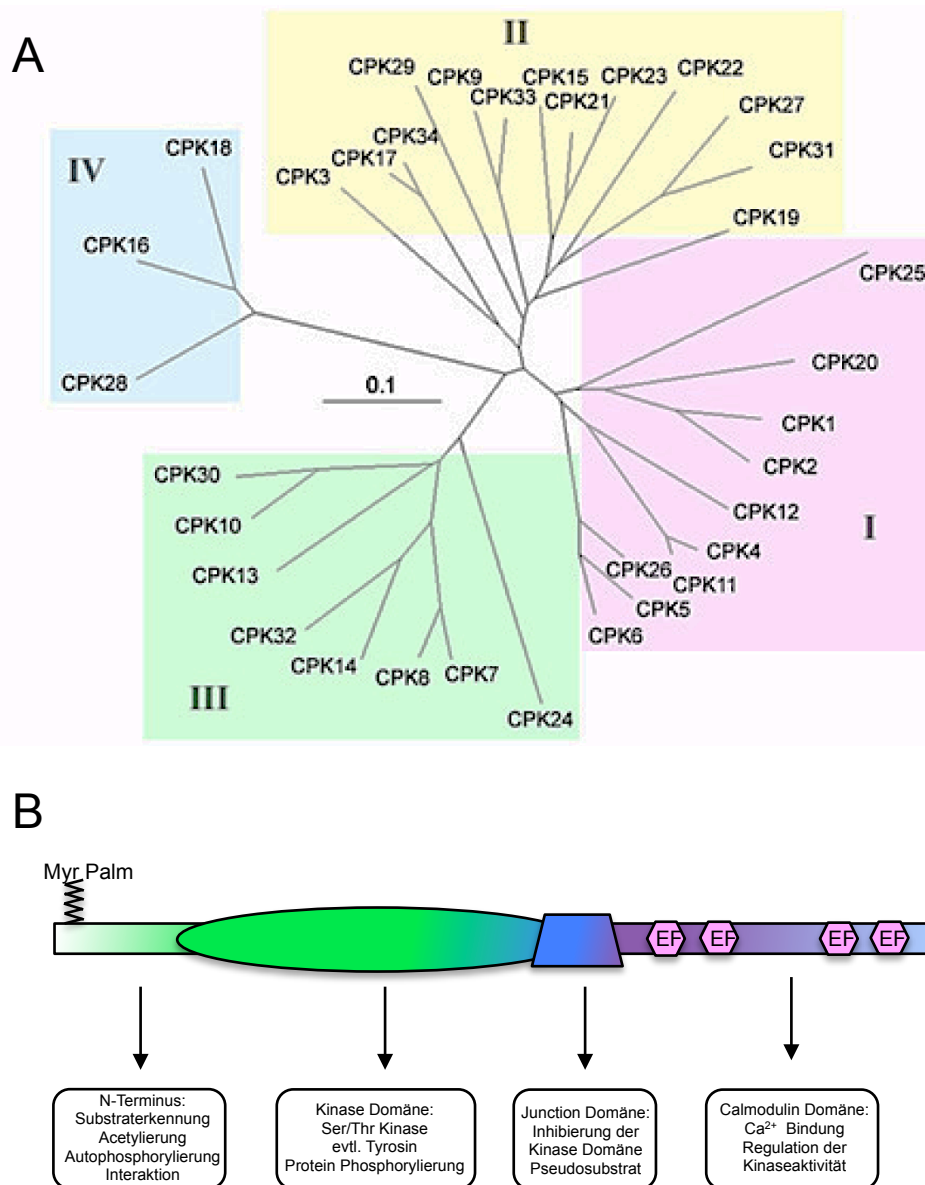 A
II
CPK29
CPK9
CPK33
CPK15
CPK21
CPK23
CPK22
CPK27
CPK31
CPK19
CPK34
CPK17
CPK3
IV
CPK18
CPK16
CPK28
0.1
CPK25
CPK20
CPK1
CPK2
CPK12
I
CPK4
CPK11
CPK26
CPK5
CPK6
CPK30
CPK10
CPK13
CPK32
CPK14
CPK8
CPK7
CPK24
III
B
Myr Palm
EF
EF
EF
EF
N-Terminus:
Substraterkennung
Acetylierung
Autophosphorylierung
Interaktion
Kinase Domäne:
Ser/Thr Kinase
evtl. Tyrosin
Protein Phosphorylierung
Junction Domäne:
Inhibierung der
Kinase Domäne
Pseudosubstrat
Calmodulin Domäne:
Ca²⁺ Bindung
Regulation der
Kinaseaktivität